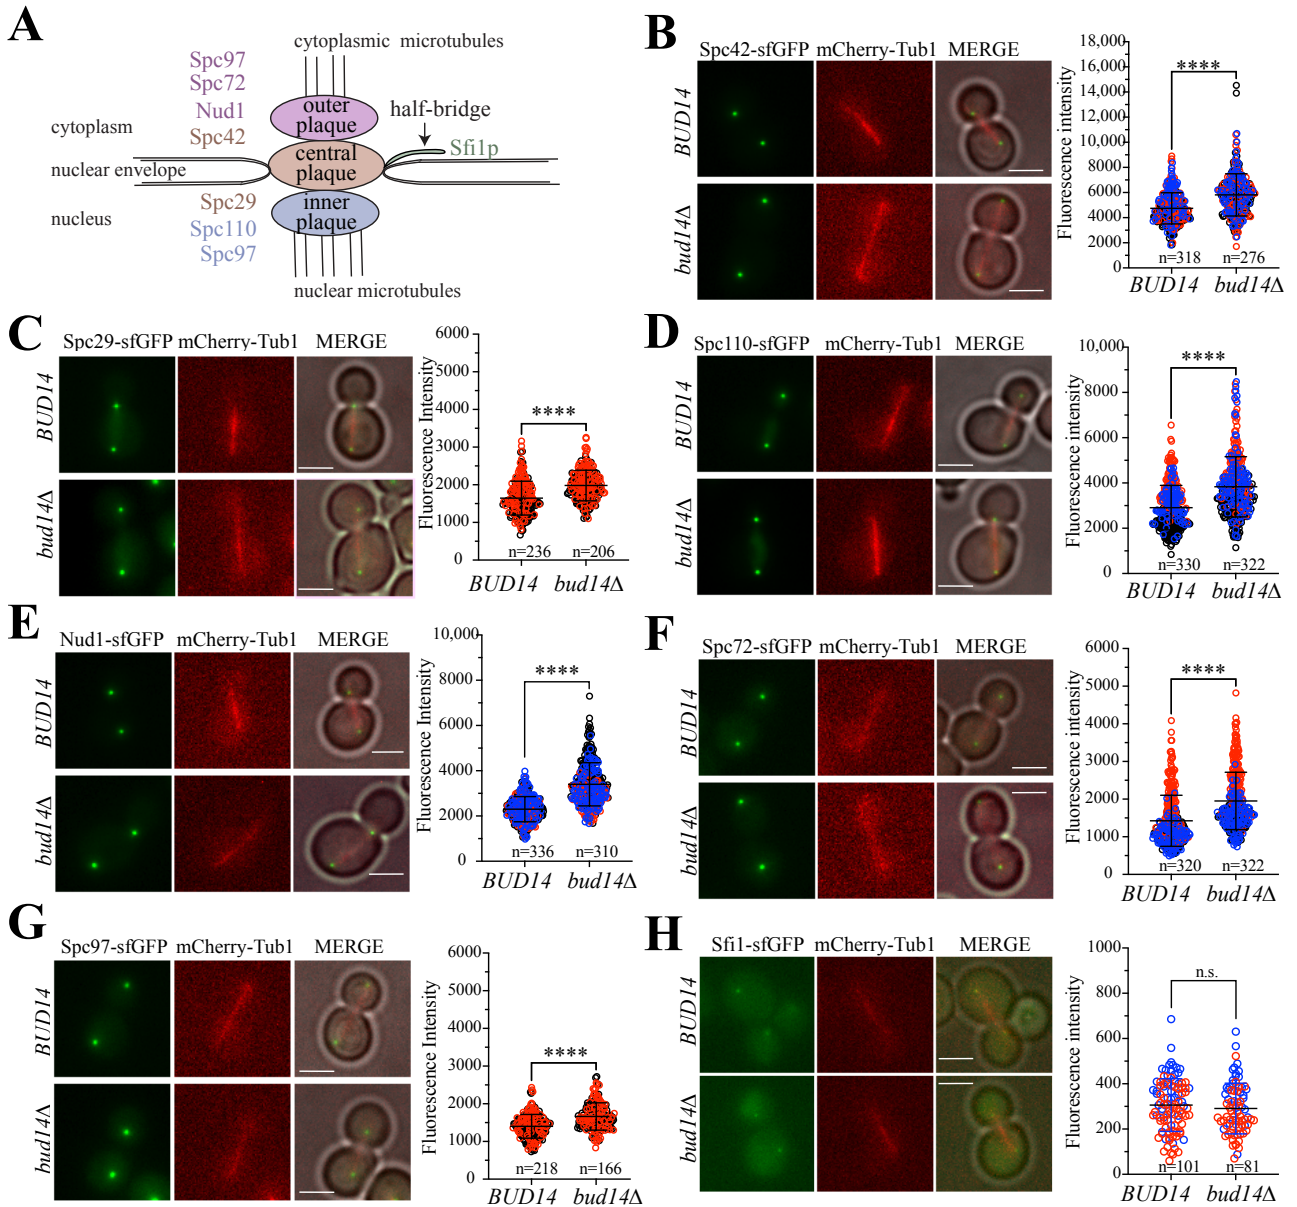 A
cytoplasmic microtubules
Spc97
Spc72
Nud1
Spc42
cytoplasm
nuclear envelope
nucleus
outer
plaque
central
plaque
inner
plaque
half-bridge
Sfi1p
Spc29
Spc110
Spc97
nuclear microtubules
B
Spc42-sfGFP mCherry-Tub1 MERGE
BUD14
bud14Δ
Fluorescence intensity
18,000
16,000
14,000
12,000
10,000
8000
6000
4000
2000
0
****
n=318 n=276
BUD14 bud14Δ
C
Spc29-sfGFP mCherry-Tub1 MERGE
BUD14
bud14Δ
Fluorescence Intensity
6000
5000
4000
3000
2000
1000
0
****
n=236 n=206
BUD14 bud14Δ
D
Spc110-sfGFP mCherry-Tub1 MERGE
BUD14
bud14Δ
Fluorescence intensity
10,000
8000
6000
4000
2000
0
****
n=330 n=322
BUD14 bud14Δ
E
Nud1-sfGFP mCherry-Tub1 MERGE
BUD14
bud14Δ
Fluorescence Intensity
10,000
8000
6000
4000
2000
0
****
n=336 n=310
BUD14 bud14Δ
F
Spc72-sfGFP mCherry-Tub1 MERGE
BUD14
bud14Δ
Fluorescence intensity
6000
5000
4000
3000
2000
1000
0
****
n=320 n=322
BUD14 bud14Δ
G
Spc97-sfGFP mCherry-Tub1 MERGE
BUD14
bud14Δ
Fluorescence Intensity
6000
5000
4000
3000
2000
1000
0
****
n=218 n=166
BUD14 bud14Δ
H
Sfi1-sfGFP mCherry-Tub1 MERGE
BUD14
bud14Δ
Fluorescence intensity
1000
800
600
400
200
0
n.s.
n=101 n=81
BUD14 bud14Δ